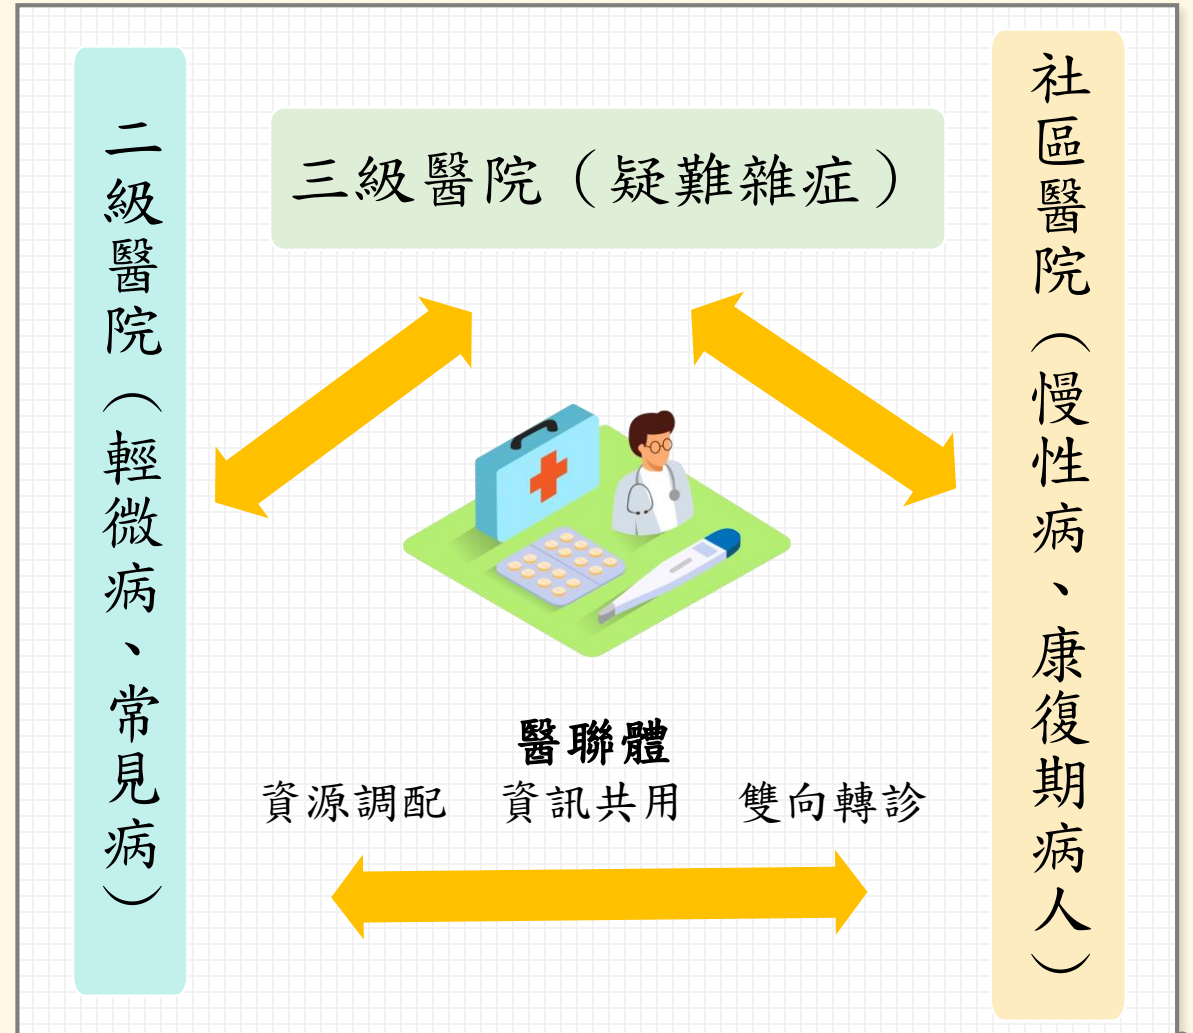 三級醫院（疑難雜症）
二級醫院（輕微病、常見病）
社區醫院（慢性病、康復期病人）
醫聯體
資源調配 資訊共用 雙向轉診